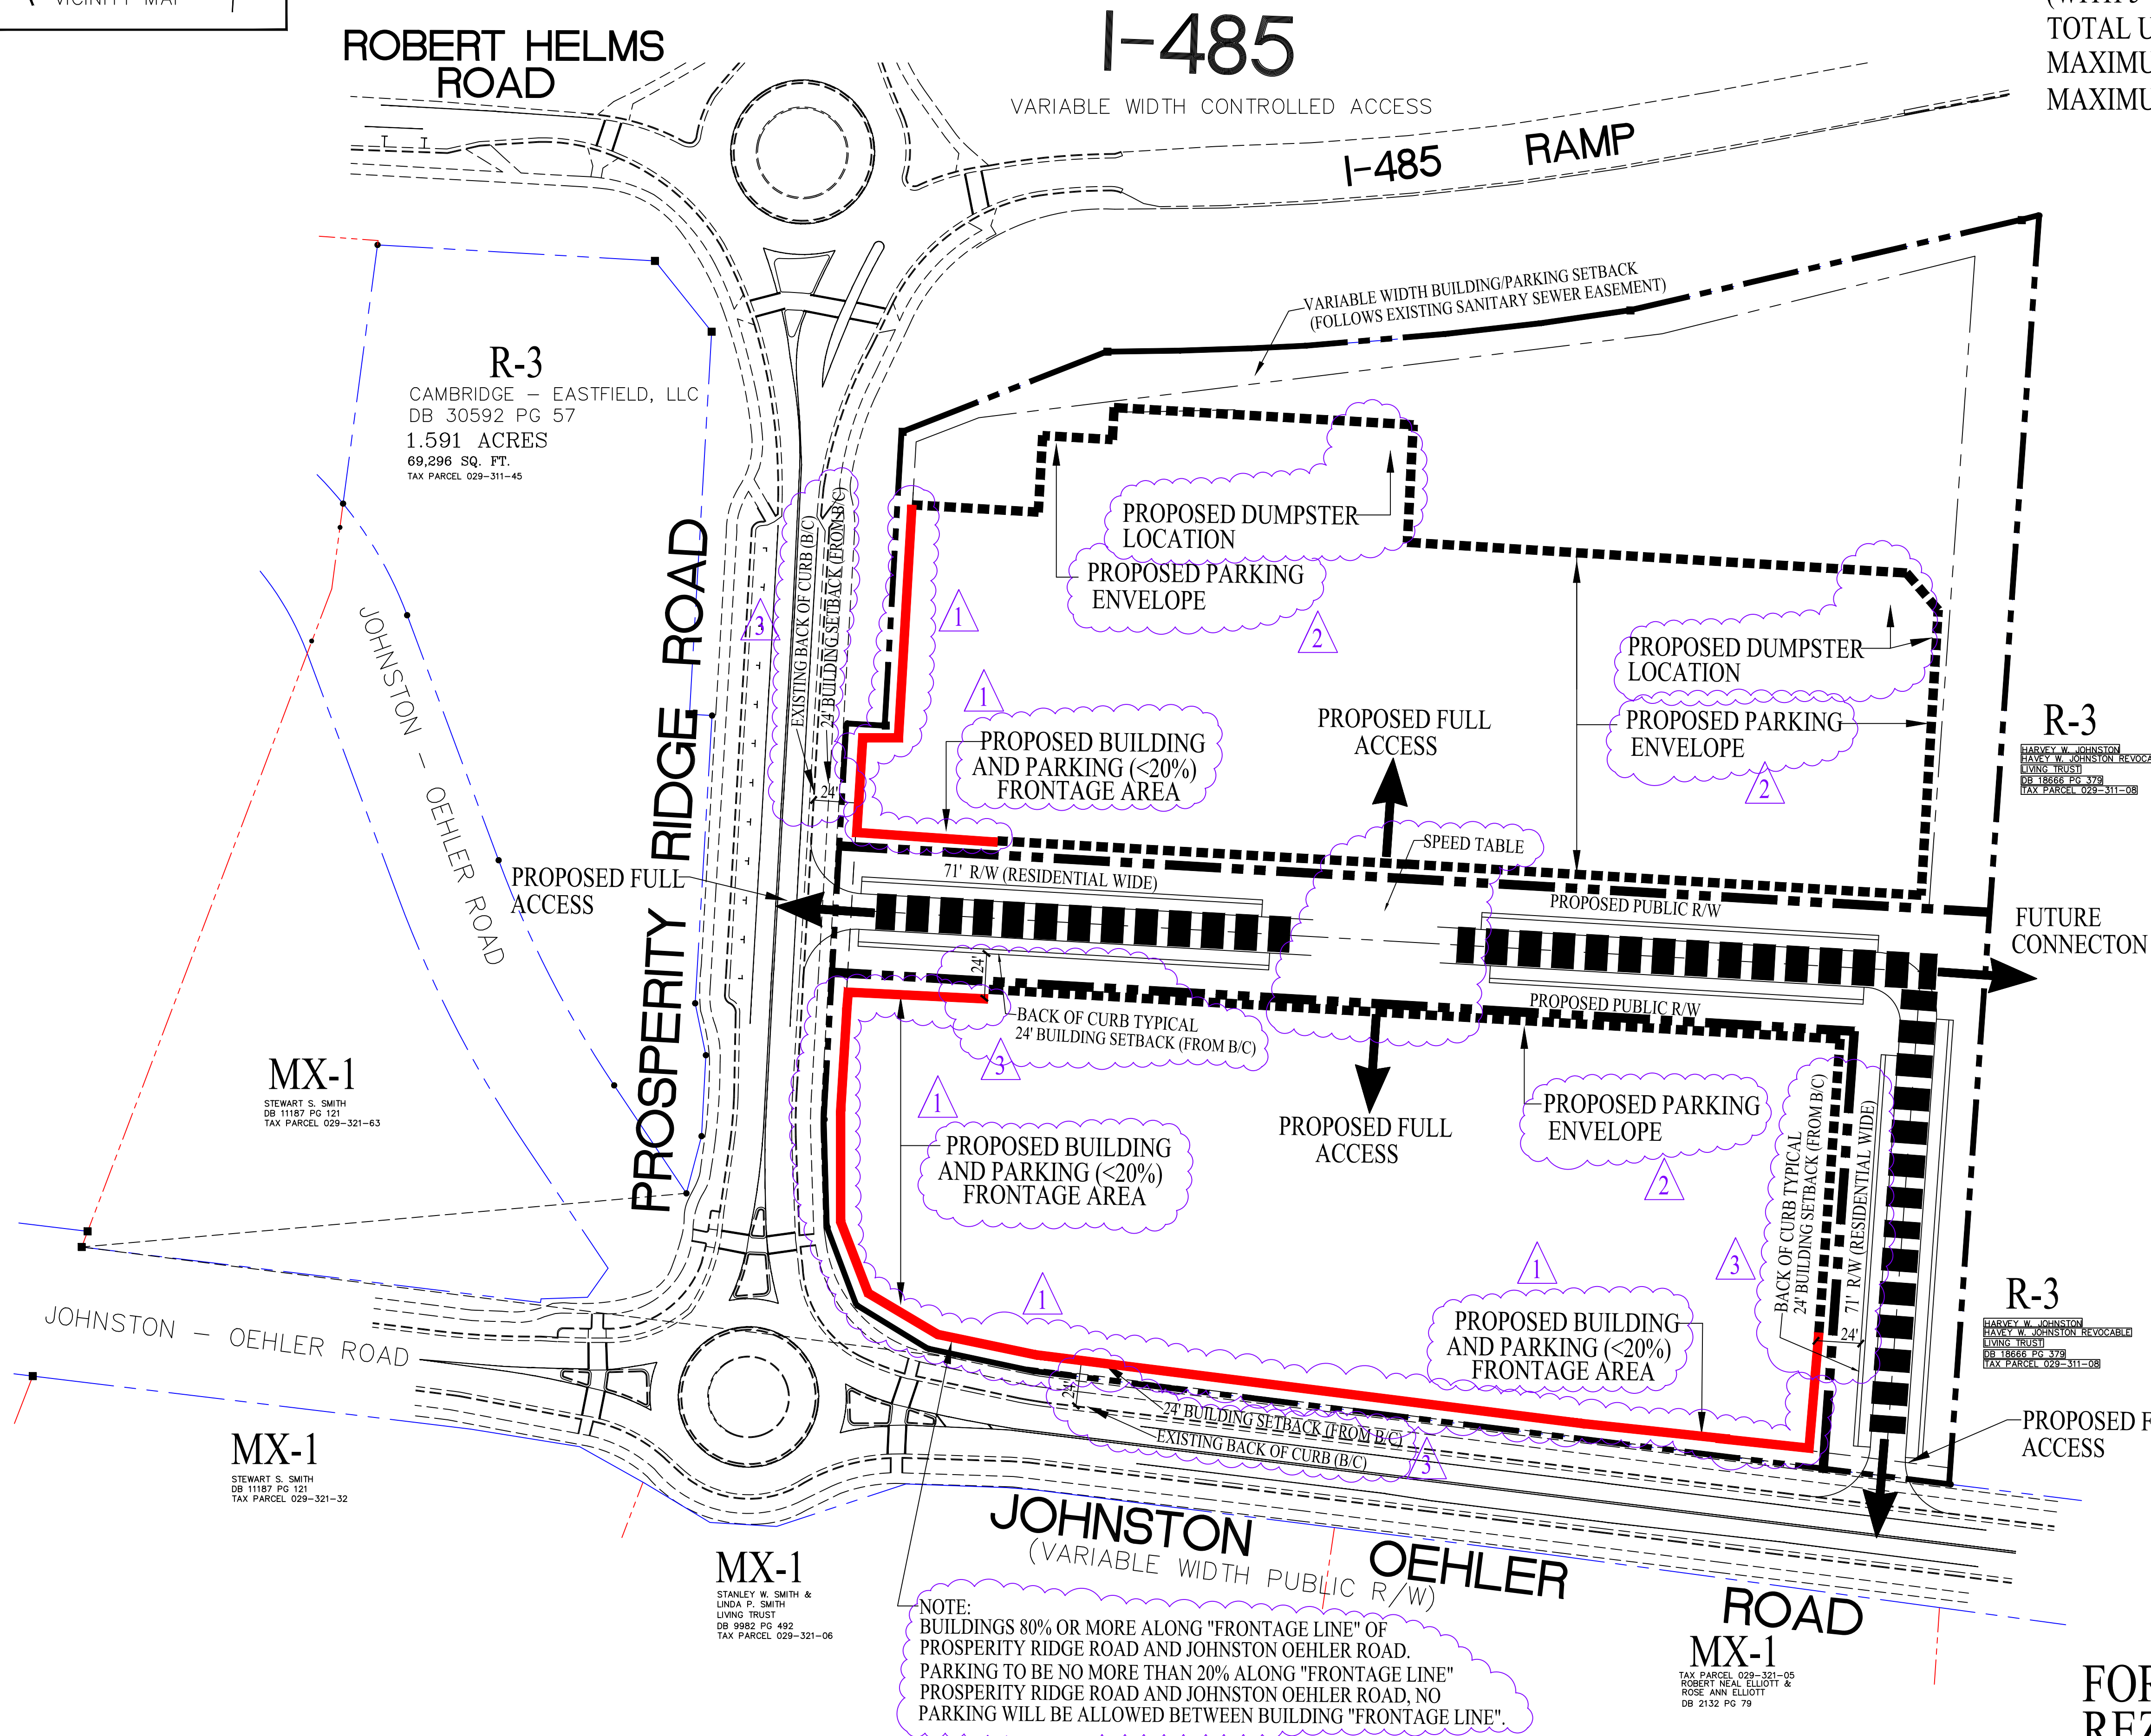 VICINITY MAP
ROBERT HELMS
ROAD
I-485
VARIABLE WIDTH CONTROLLED ACCESS
I-485 RAMP
TOTAL
MAXIMU
MAXIMU
VARIABLE WIDTH BUILDING/PARKING SETBACK
(FOLLOWS EXISTING SANITARY SEWER EASEMENT)
R-3
CAMBRIDGE - EASTFIELD, LLC
DB 30592 PG 57
1.591 ACRES
69,296 SQ. FT.
TAX PARCEL 029-311-45
JOHNSTON - OEHLER ROAD
PROSPERITY RIDGE ROAD
EXISTING BACK OF CURB (B/C)
24' BUILDING SETBACK (FROM B/C)
3
1
PROPOSED DUMPSTER
LOCATION
PROPOSED PARKING
ENVELOPE
2
PROPOSED DUMPSTER
LOCATION
PROPOSED PARKING
ENVELOPE
2
1
PROPOSED BUILDING
AND PARKING (<20%)
FRONTAGE AREA
24'
PROPOSED FULL
ACCESS
SPEED TABLE
R-3
HARVEY W. JOHNSTON
HAVEY W. JOHNSTON REVOCA
LIVING TRUST
DB 18666 PG 379
TAX PARCEL 029-311-08
PROPOSED FULL
ACCESS
71' R/W (RESIDENTIAL WIDE)
PROPOSED PUBLIC R/W
FUTURE
CONNECTON
24'
BACK OF CURB TYPICAL
24' BUILDING SETBACK (FROM B/C)
3
PROPOSED PUBLIC R/W
MX-1
STEWART S. SMITH
DB 11187 PG 121
TAX PARCEL 029-321-63
1
PROPOSED BUILDING
AND PARKING (<20%)
FRONTAGE AREA
PROPOSED FULL
ACCESS
PROPOSED PARKING
ENVELOPE
2
BACK OF CURB TYPICAL
24' BUILDING SETBACK (FROM B/C)
71' R/W (RESIDENTIAL WIDE)
3
24'
1
1
PROPOSED BUILDING
AND PARKING (<20%)
FRONTAGE AREA
R-3
HARVEY W. JOHNSTON
HAVEY W. JOHNSTON REVOCABLE
LIVING TRUST
DB 18666 PG 379
TAX PARCEL 029-311-08
JOHNSTON - OEHLER ROAD
24'
24' BUILDING SETBACK (FROM B/C)
EXISTING BACK OF CURB (B/C)
3
PROPOSED F
ACCESS
MX-1
STEWART S. SMITH
DB 11187 PG 121
TAX PARCEL 029-321-32
JOHNSTON OEHLER ROAD
(VARIABLE WIDTH PUBLIC R/W)
MX-1
STANLEY W. SMITH &
LINDA P. SMITH
LIVING TRUST
DB 9982 PG 492
TAX PARCEL 029-321-06
NOTE:
BUILDINGS 80% OR MORE ALONG "FRONTAGE LINE" OF
PROSPERITY RIDGE ROAD AND JOHNSTON OEHLER ROAD.
PARKING TO BE NO MORE THAN 20% ALONG "FRONTAGE LINE"
PROSPERITY RIDGE ROAD AND JOHNSTON OEHLER ROAD, NO
PARKING WILL BE ALLOWED BETWEEN BUILDING "FRONTAGE LINE".
MX-1
TAX PARCEL 029-321-05
ROBERT NEAL ELLIOTT &
ROSE ANN ELLIOTT
DB 2132 PG 79
FOR
REZ